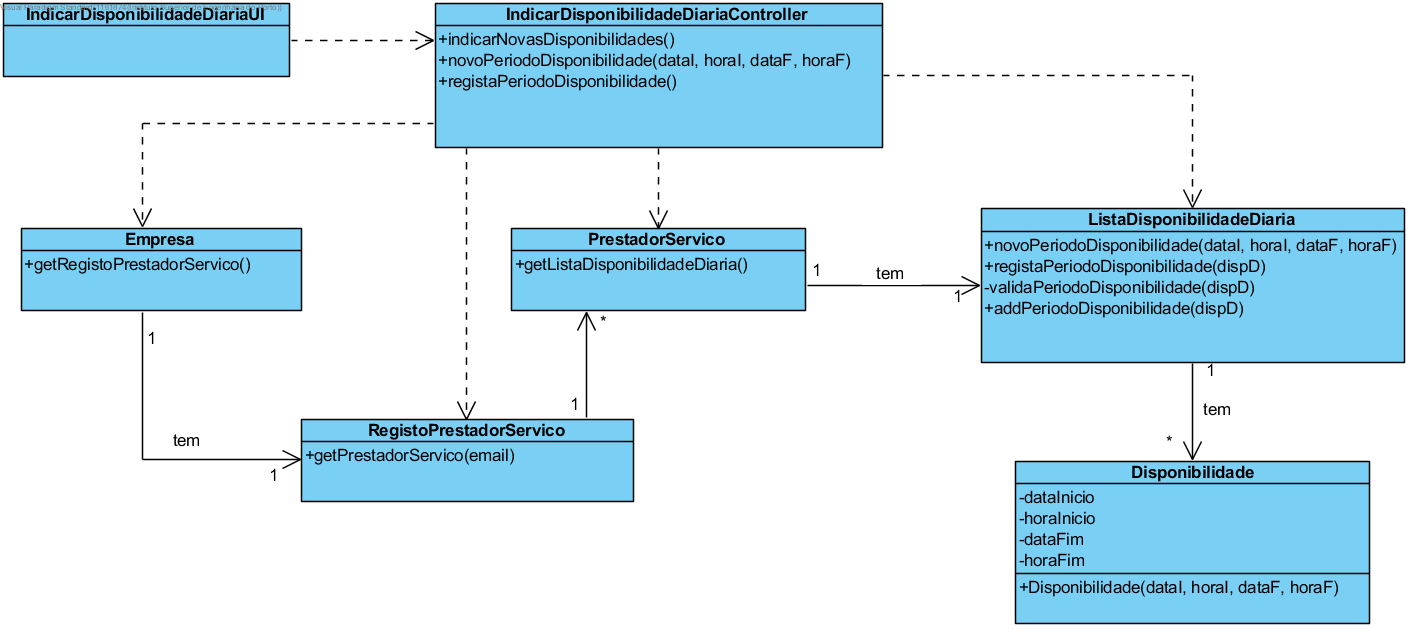 IndicarDisponibilidadeDiariaUI
IndicarDisponibilidadeDiariaController
+indicarNovasDisponibilidades()
+novoPeriodoDisponibilidade(dataI, horaI, dataF, horaF)
+registaPeriodoDisponibilidade()
Empresa
+getRegistoPrestadorServico()
PrestadorServico
+getListaDisponibilidadeDiaria()
ListaDisponibilidadeDiaria
+novoPeriodoDisponibilidade(dataI, horaI, dataF, horaF)
+registaPeriodoDisponibilidade(dispD)
-validaPeriodoDisponibilidade(dispD)
+addPeriodoDisponibilidade(dispD)
1
tem
1
1
*
1
tem
1
1
tem
*
RegistoPrestadorServico
+getPrestadorServico(email)
Disponibilidade
-dataInicio
-horaInicio
-dataFim
-horaFim
+Disponibilidade(dataI, horaI, dataF, horaF)